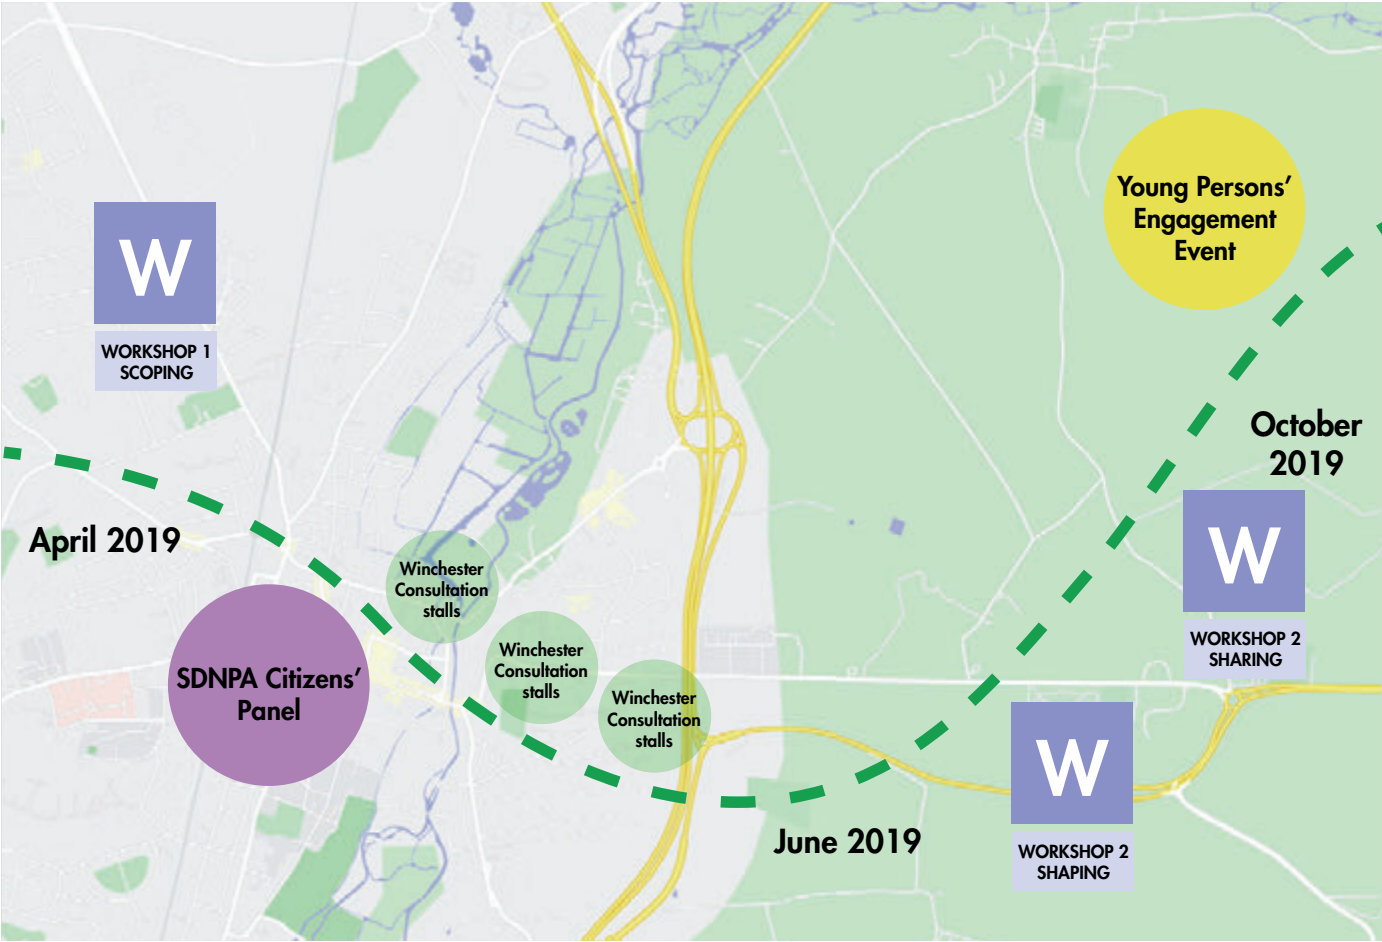 W
WORKSHOP 1
SCOPING
April 2019
SDNPA Citizens’
Panel
Winchester
Consultation
stalls
Winchester
Consultation
stalls
Winchester
Consultation
stalls
June 2019
W
WORKSHOP 2
SHAPING
W
WORKSHOP 2
SHARING
October
2019
Young Persons’
Engagement
Event